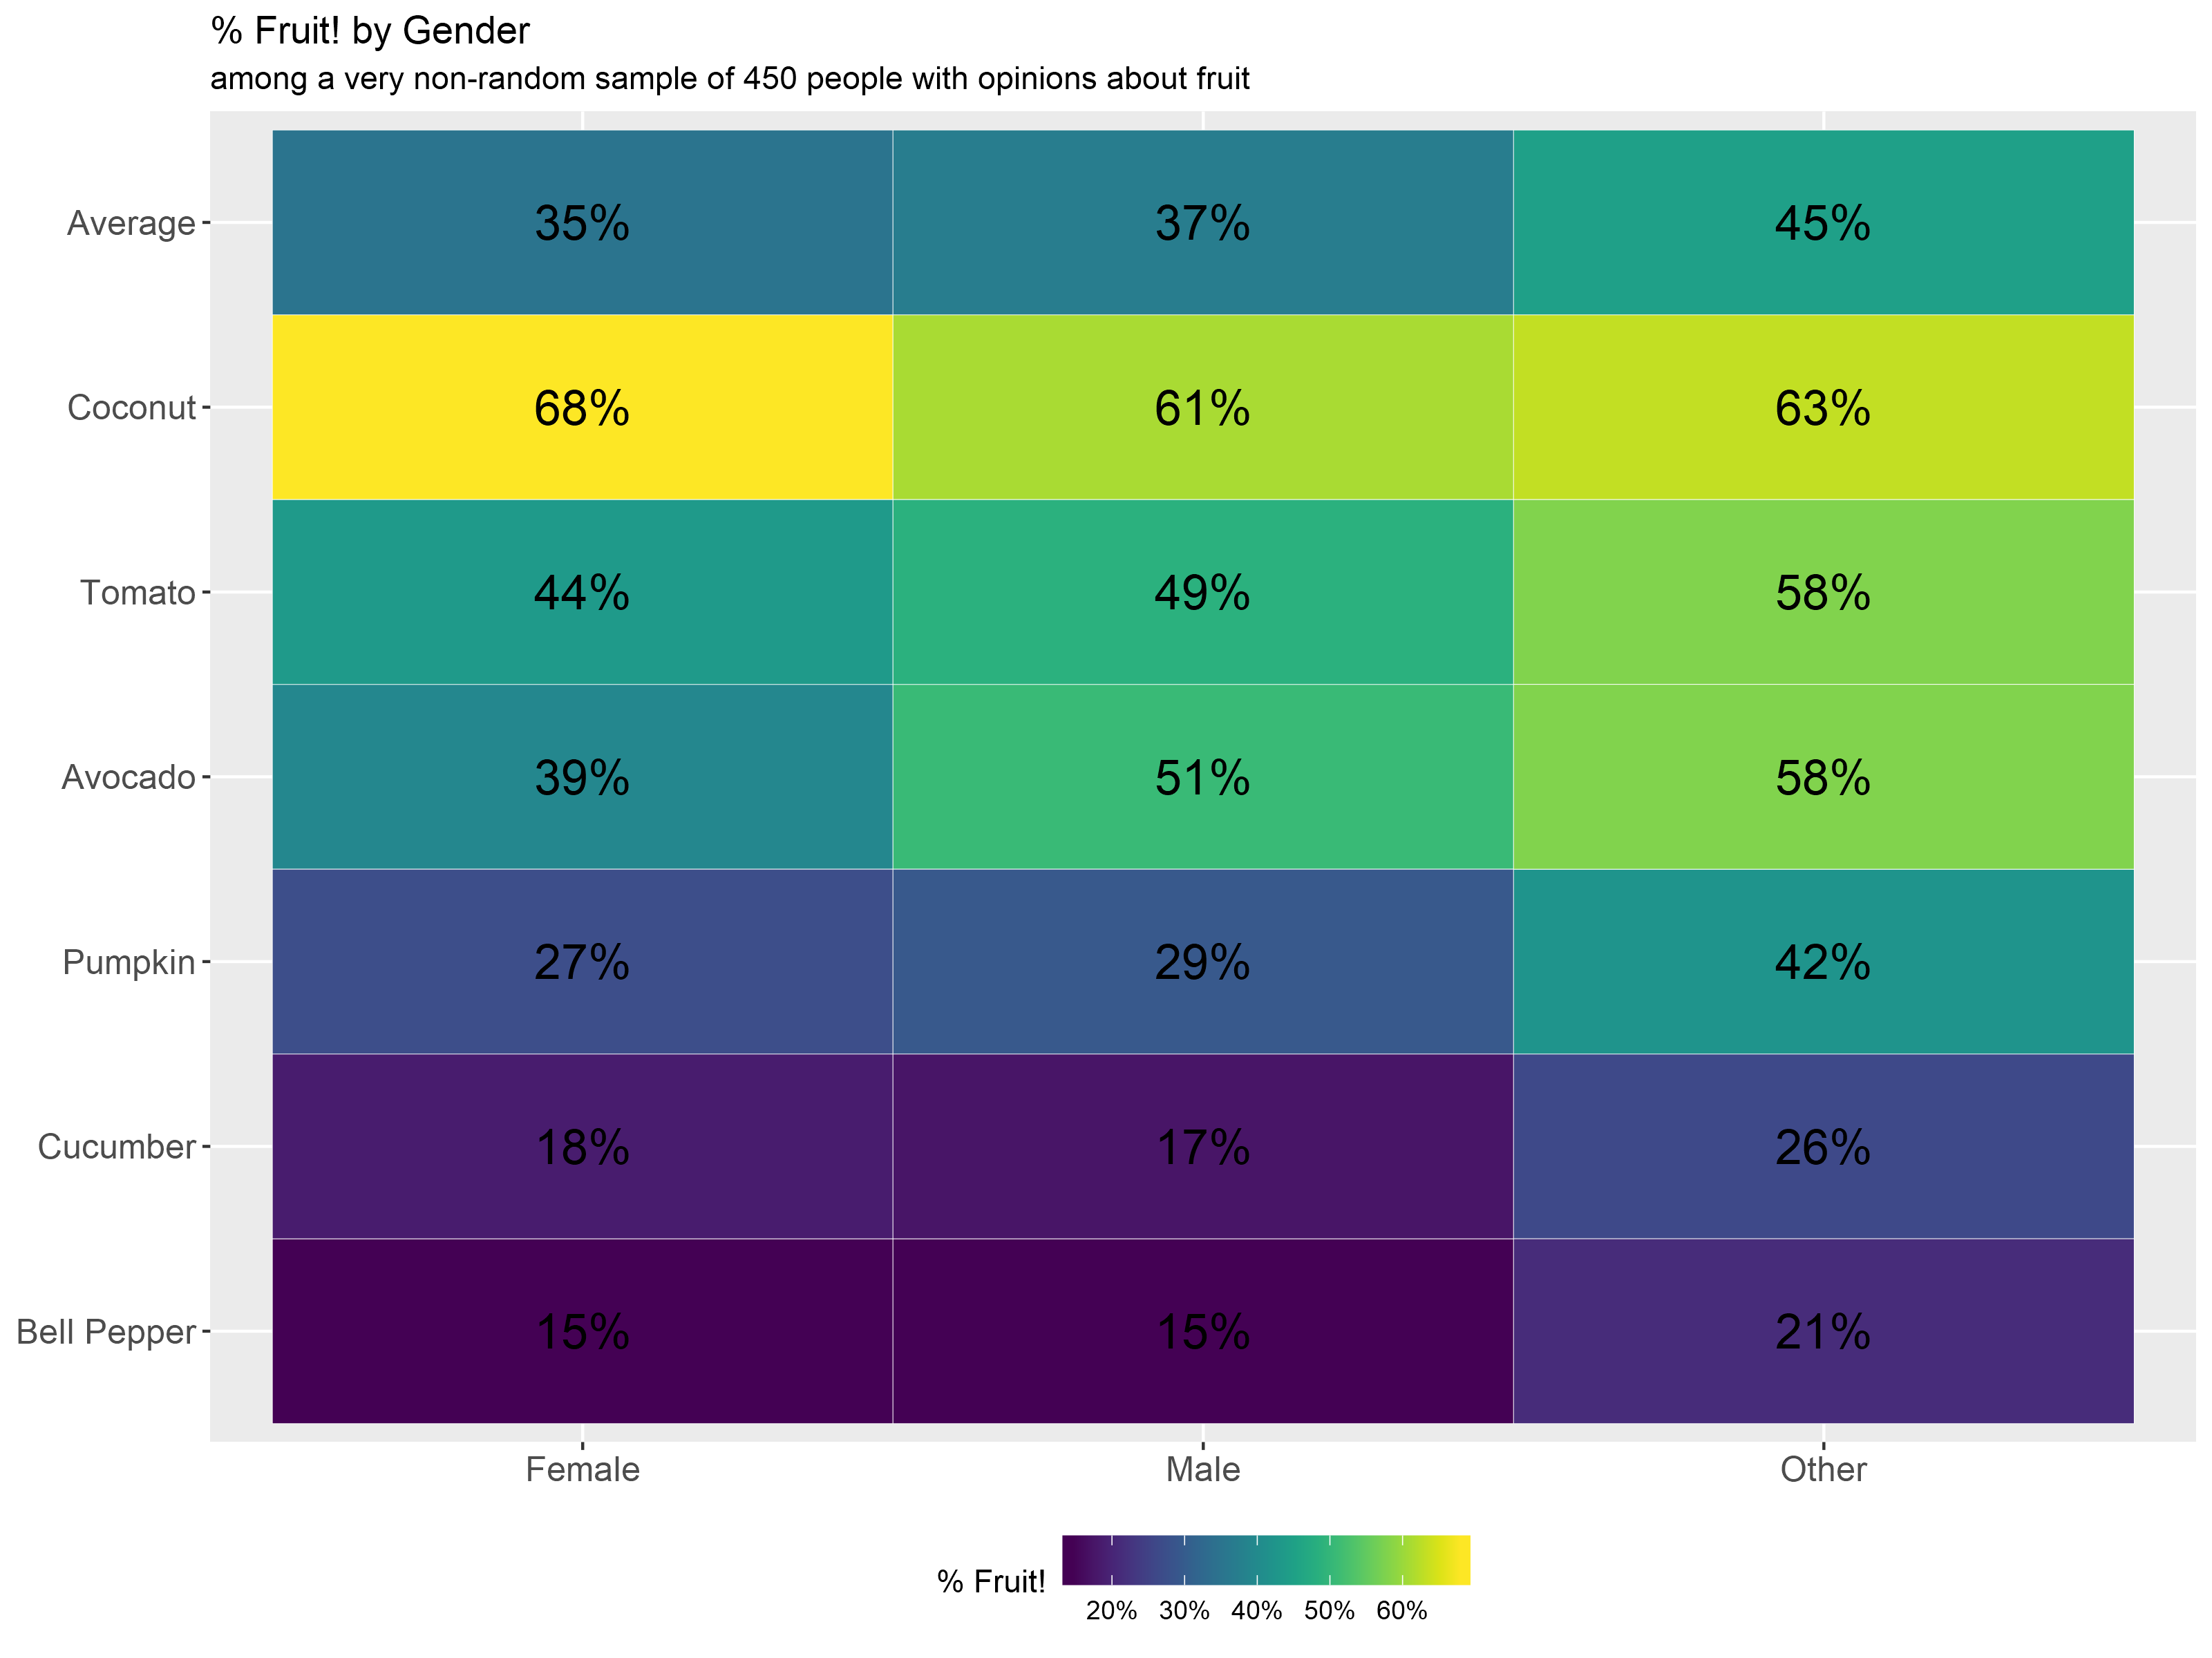 % Fruit! by Gender
among a very non-random sample of 450 people with opinions about fruit
Average 35% 37% 45%
Coconut 68% 61% 63%
Tomato 44% 49% 58%
Avocado 39% 51% 58%
Pumpkin 27% 29% 42%
Cucumber 18% 17% 26%
Bell Pepper 15% 15% 21%
Female Male Other
% Fruit!
20% 30% 40% 50% 60%